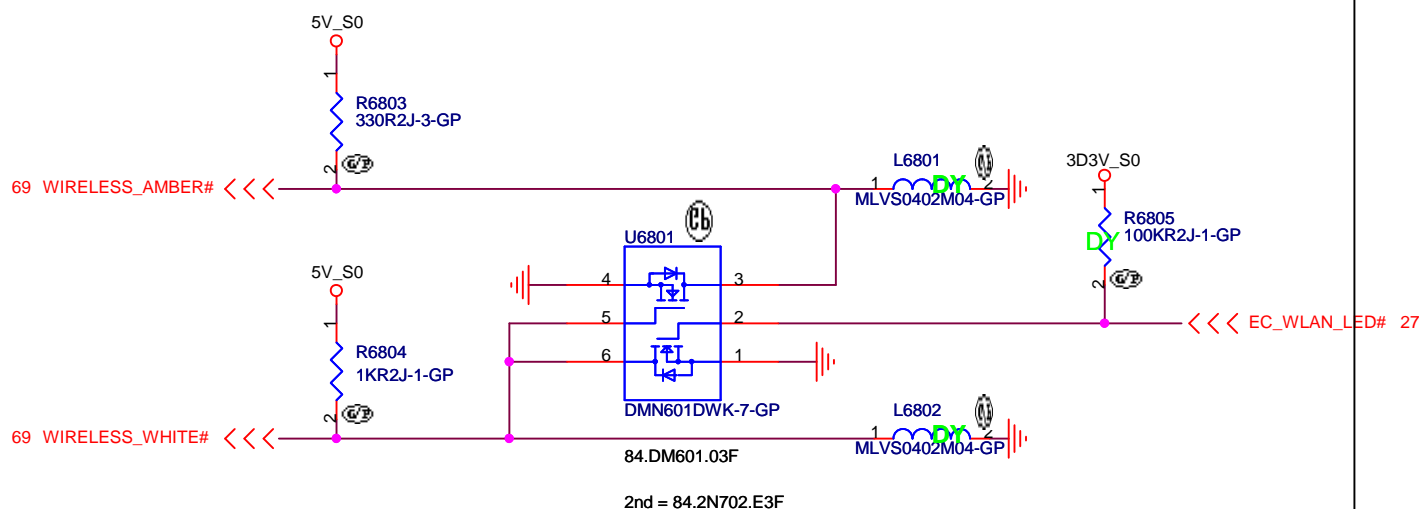 5V_S0
1
R6803
330R2J-3-GP
2
G/P
69 WIRELESS_AMBER#
L6801
1
DY
2
MLVS0402M04-GP
3D3V_S0
1
R6805
100KR2J-1-GP
DY
2
G/P
U6801
4
3
5
2
6
1
DMN601DWK-7-GP
EC_WLAN_LED# 27
5V_S0
1
R6804
1KR2J-1-GP
2
G/P
69 WIRELESS_WHITE#
L6802
1
DY
2
MLVS0402M04-GP
84.DM601.03F
2nd = 84.2N702.E3F